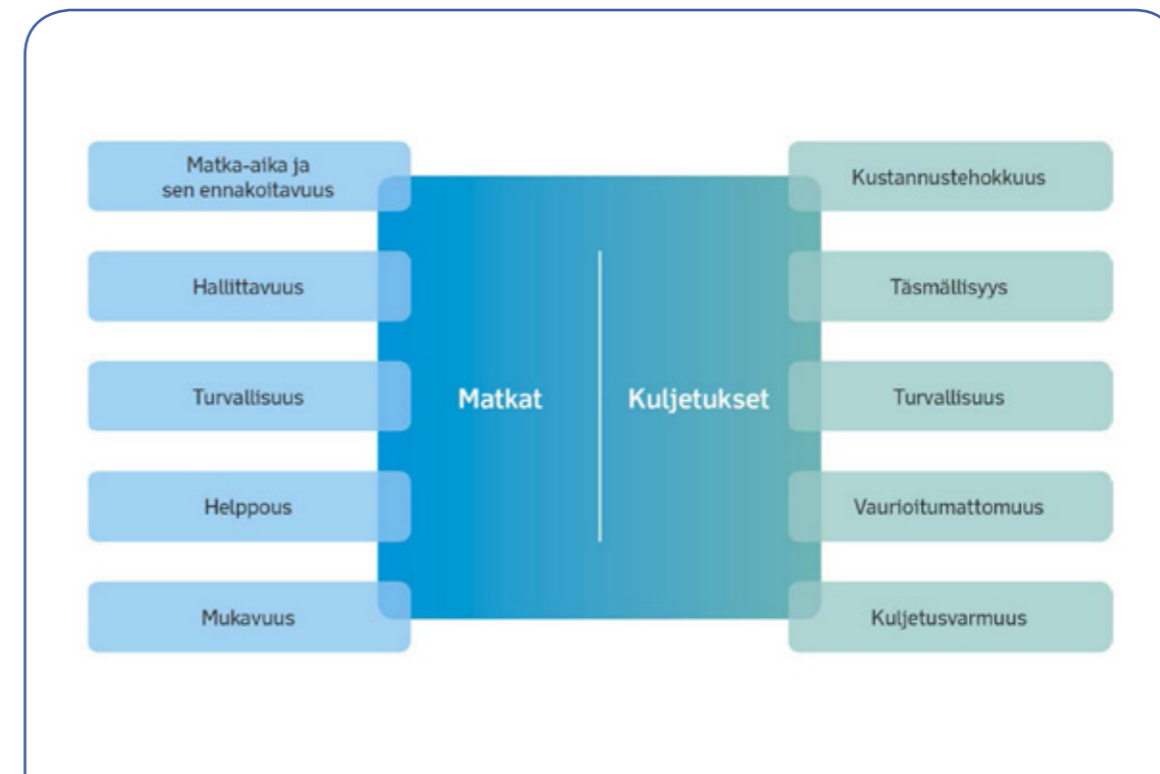 Matka-aika ja
sen ennakoitavuus
Hallittavuus
Turvallisuus
Helppous
Mukavuus
Matkat
Kuljetukset
Kustannustehokkuus
Täsmällisyys
Turvallisuus
Vaurioitumattomuus
Kuljetusvarmuus